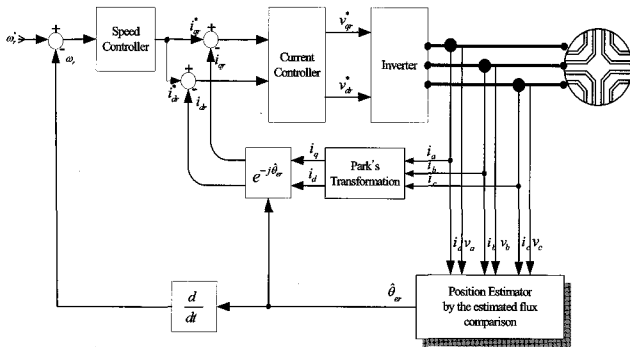 ω*r
+
-
ωr
Speed
Controller
i*qr
+
-
iqr
i*dr
-
idr
Current
Controller
v*qr
v*dr
Inverter
e^-jθ̂er
iq
id
Park's
Transformation
ia
ib
ic
ia va ib vb ic vc
d
dt
θ̂er
Position Estimator
by the estimated flux
comparison